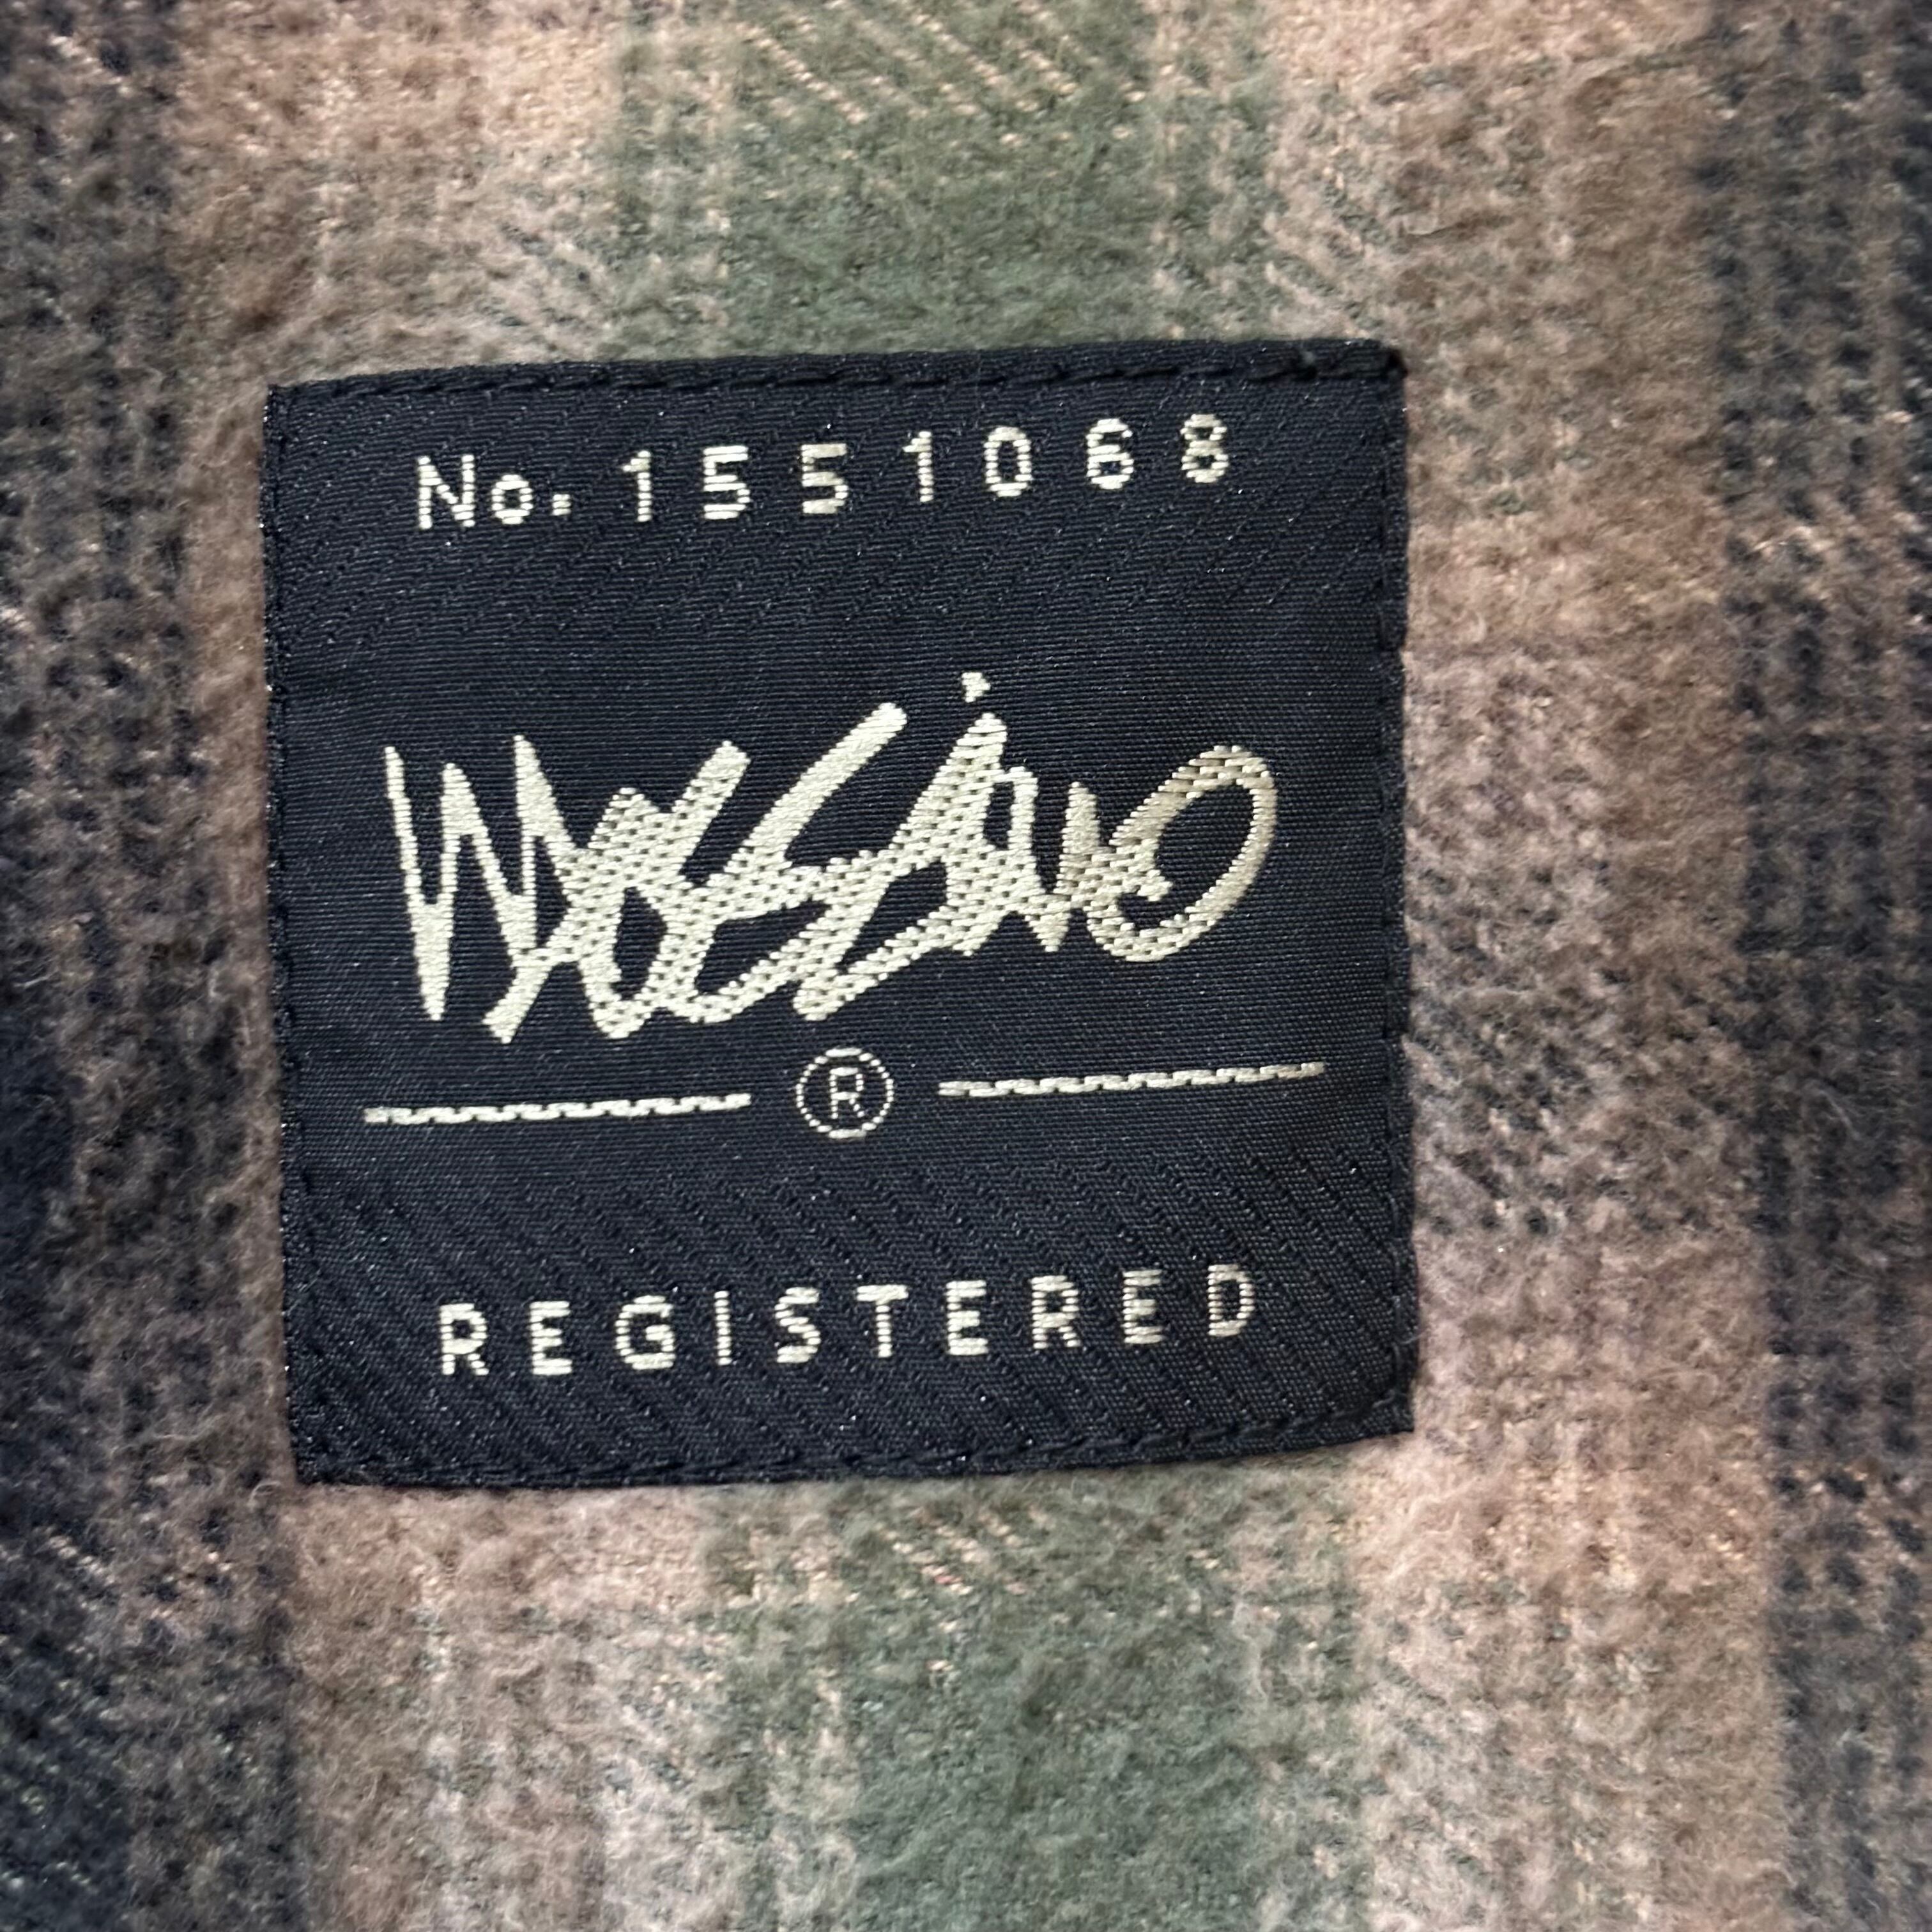 No. 1551068
Mossimo
®
REGISTERED